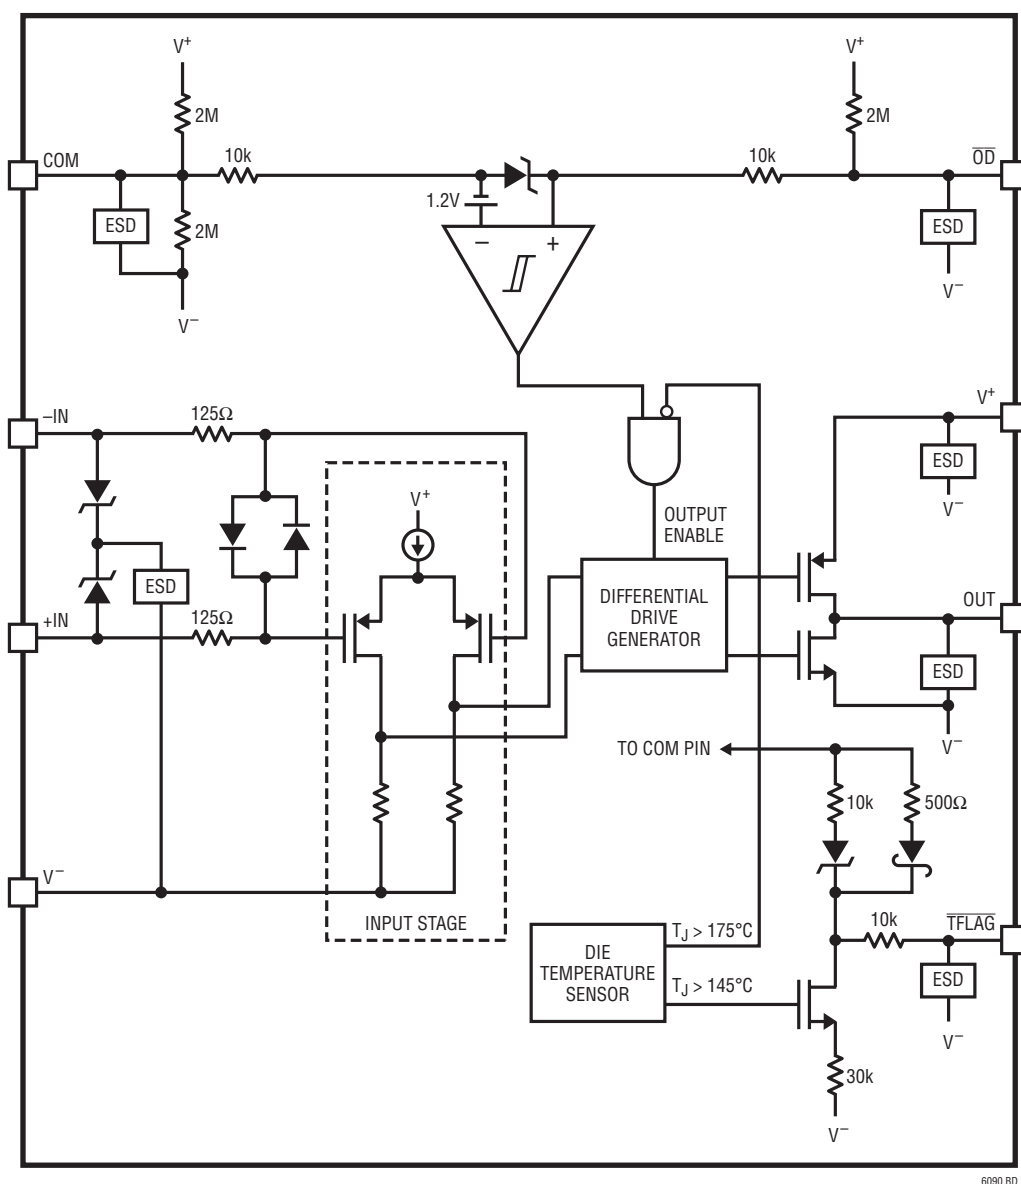 V+
V+
2M
2M
COM
10k
10k
OD
1.2V
ESD
2M
ESD
−
+
V−
V−
–IN
125Ω
V+
ESD
V+
V−
OUTPUT
ENABLE
ESD
DIFFERENTIAL
DRIVE
GENERATOR
OUT
+IN
125Ω
ESD
TO COM PIN
V−
10k
500Ω
V−
INPUT STAGE
10k
TFLAG
TJ > 175°C
DIE
TEMPERATURE
SENSOR
TJ > 145°C
ESD
V−
30k
V−
6090 BD